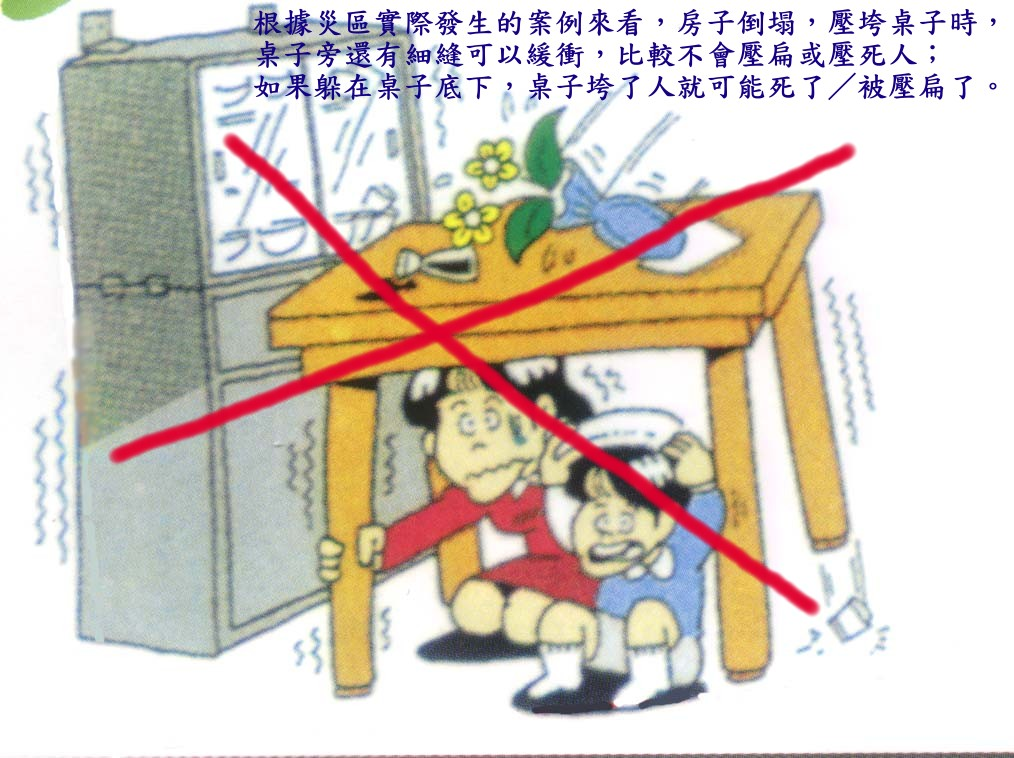 根據災區實際發生的案例來看，房子倒塌，壓垮桌子時，
桌子旁還有細縫可以緩衝，比較不會壓扁或壓死人；
如果躲在桌子底下，桌子垮了人就可能死了／被壓扁了。